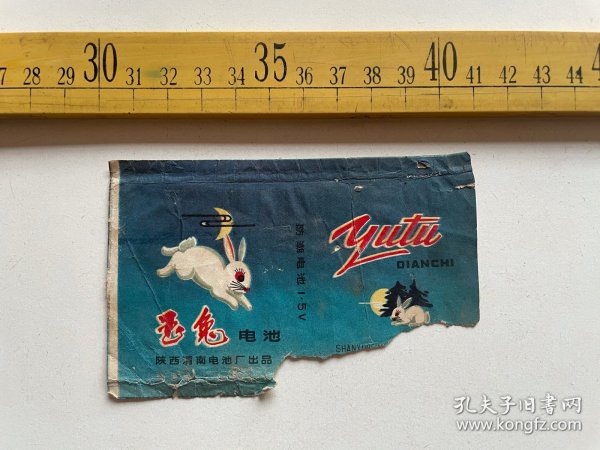 7 28 29 30 31 32 33 34 35 36 37 38 39 40 41 42 43 44
玉兔 电池
陕西渭南电池厂出品
防潮电池1·5V
yutu
DIANCHI
孔夫子旧书网
www.kongfz.com